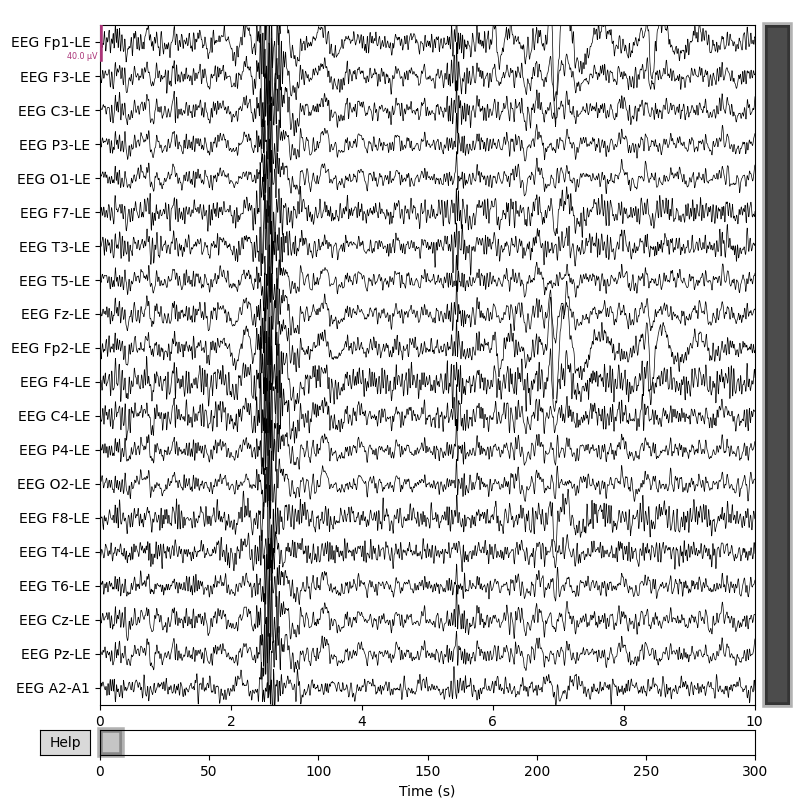 EEG Fp1-LE
40.0 µV
EEG F3-LE
EEG C3-LE
EEG P3-LE
EEG O1-LE
EEG F7-LE
EEG T3-LE
EEG T5-LE
EEG Fz-LE
EEG Fp2-LE
EEG F4-LE
EEG C4-LE
EEG P4-LE
EEG O2-LE
EEG F8-LE
EEG T4-LE
EEG T6-LE
EEG Cz-LE
EEG Pz-LE
EEG A2-A1
0 2 4 6 8 10
Help
0 50 100 150 200 250 300
Time (s)